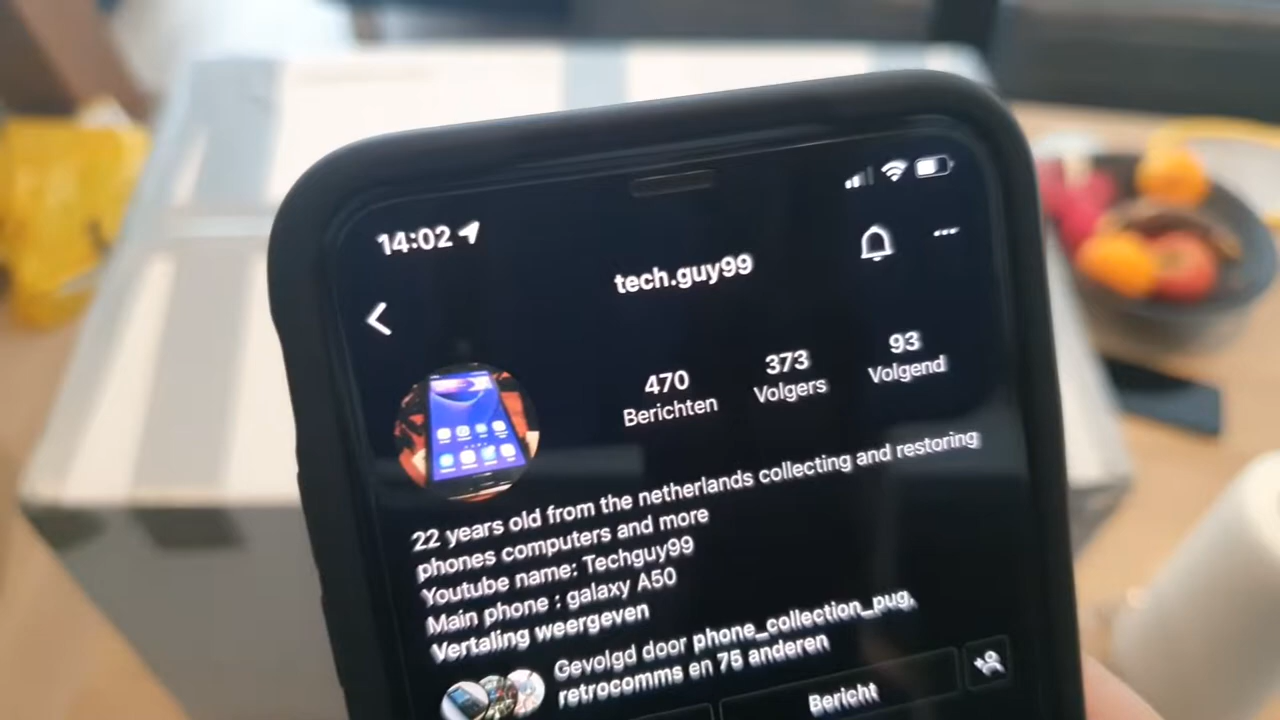 14:02
tech.guy99
470
Berichten
373
Volgers
93
Volgend
22 years old from the netherlands collecting and restoring
phones computers and more
Youtube name: Techguy99
Main phone : galaxy A50
Vertaling weergeven
Gevolgd door phone_collection_pug,
retrocomms en 75 anderen
Bericht